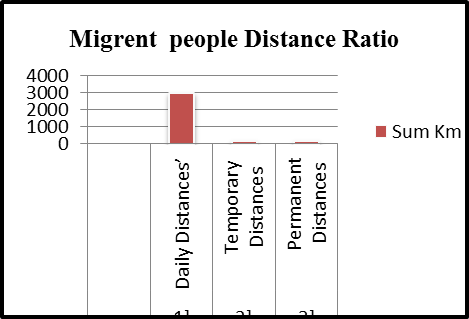 Migrent people Distance Ratio
4000
3000
2000
1000
0
Sum Km
Daily Distances’
Temporary
Distances
Permanent
Distances